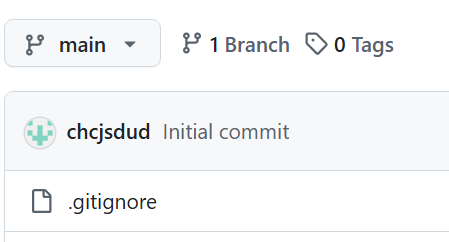 main 1 Branch 0 Tags
chcjsdud Initial commit
.gitignore